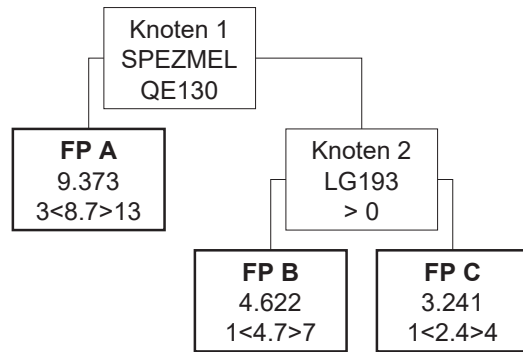 Knoten 1
SPEZMEL
QE130
FP A
9.373
3<8.7>13
Knoten 2
LG193
> 0
FP B
4.622
1<4.7>7
FP C
3.241
1<2.4>4